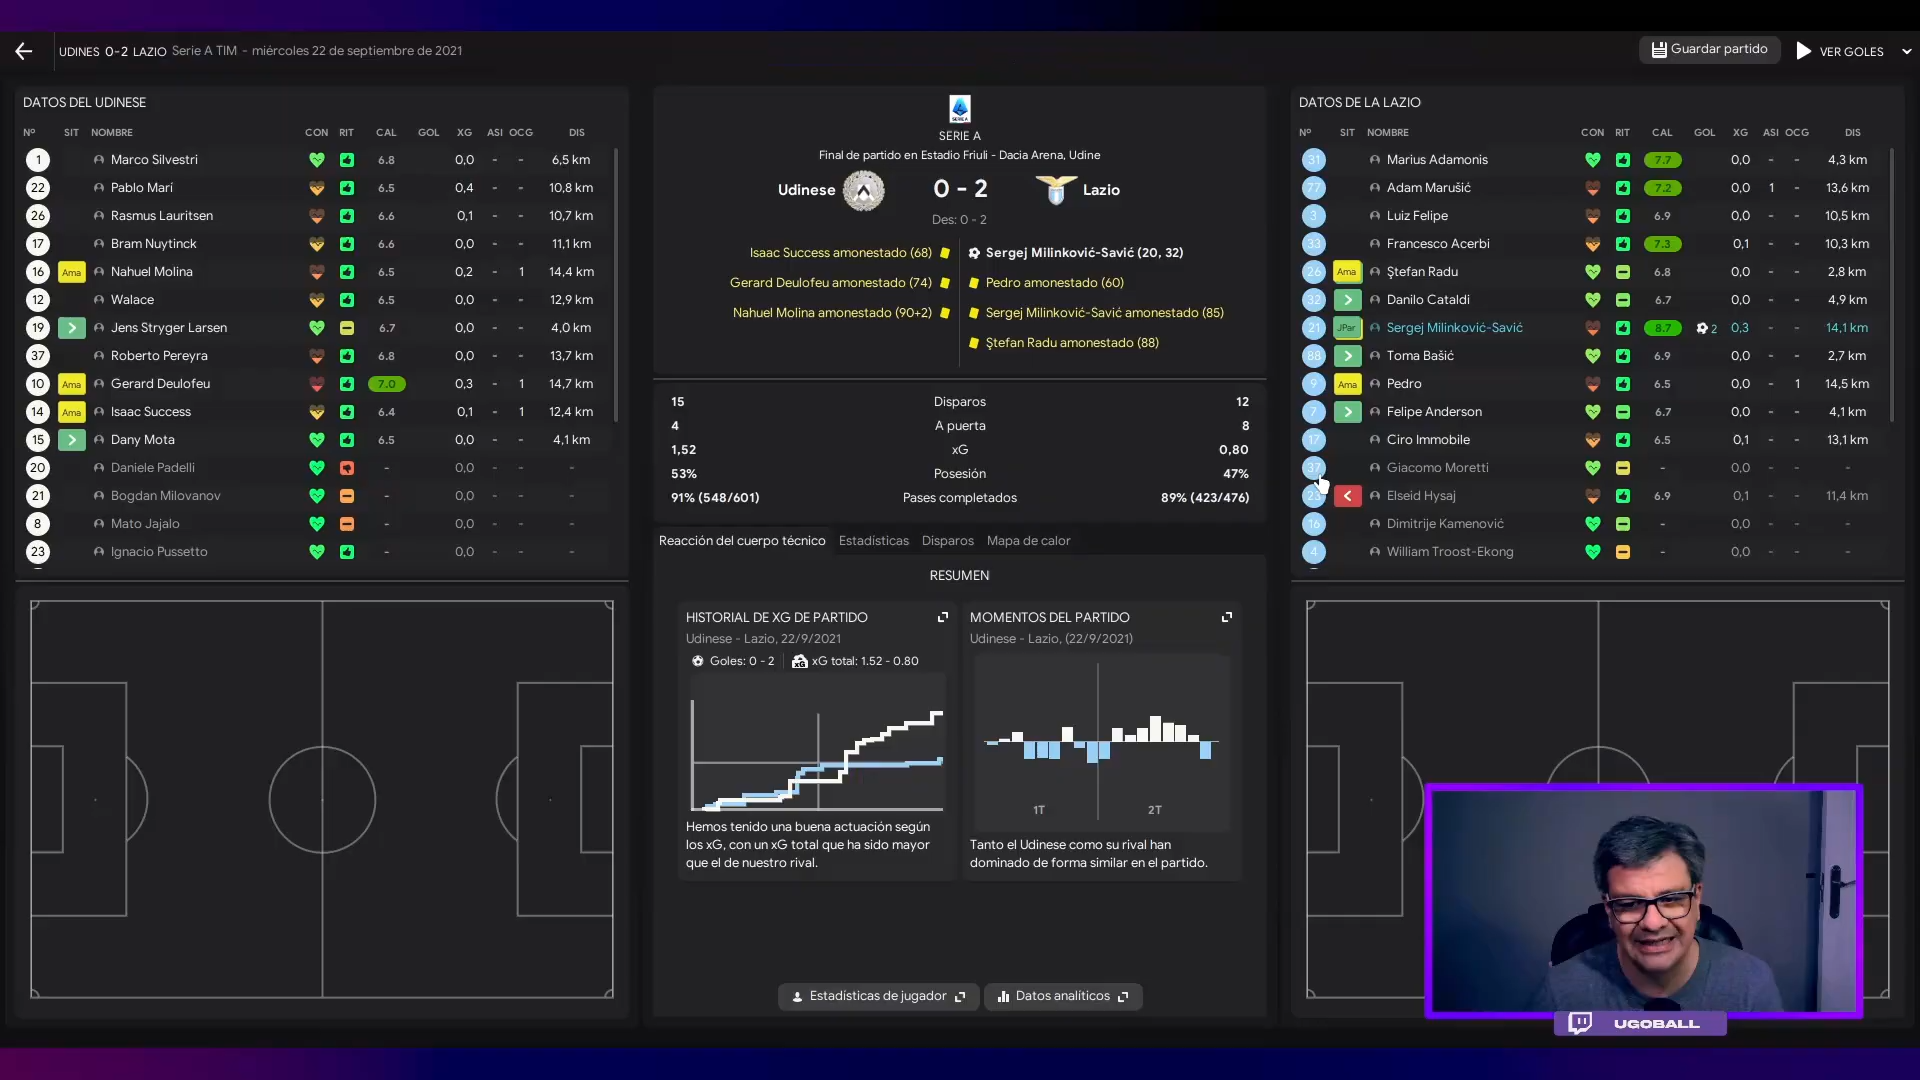 UDINES 0-2 LAZIO Serie A TIM - miércoles 22 de septiembre de 2021
Guardar partido
VER GOLES
DATOS DEL UDINESE
Nº SIT NOMBRE CON RIT CAL GOL XG ASI OCG DIS
1 Marco Silvestri 6.8 0,0 - - 6,5 km
22 Pablo Marí 6.5 0,4 - - 10,8 km
26 Rasmus Lauritsen 6.6 0,1 - - 10,7 km
17 Bram Nuytinck 6.6 0,0 - - 11,1 km
16 Ama Nahuel Molina 6.5 0,2 - 1 14,4 km
12 Walace 6.5 0,0 - - 12,9 km
19 Jens Stryger Larsen 6.7 0,0 - - 4,0 km
37 Roberto Pereyra 6.8 0,0 - - 13,7 km
10 Ama Gerard Deulofeu 7.0 0,3 - 1 14,7 km
14 Ama Isaac Success 6.4 0,1 - 1 12,4 km
15 Dany Mota 6.5 0,0 - - 4,1 km
20 Daniele Padelli - 0,0 - -
21 Bogdan Milovanov - 0,0 - -
8 Mato Jajalo - 0,0 - -
23 Ignacio Pussetto - 0,0 - -
SERIE A
SERIE A
Final de partido en Estadio Friuli - Dacia Arena, Udine
Udinese 0 - 2 Lazio
Des: 0 - 2
Isaac Success amonestado (68)
Gerard Deulofeu amonestado (74)
Nahuel Molina amonestado (90+2)
Sergej Milinković-Savić (20, 32)
Pedro amonestado (60)
Sergej Milinković-Savić amonestado (85)
Ştefan Radu amonestado (88)
15 Disparos 12
4 A puerta 8
1,52 xG 0,80
53% Posesión 47%
91% (548/601) Pases completados 89% (423/476)
Reacción del cuerpo técnico Estadísticas Disparos Mapa de calor
RESUMEN
HISTORIAL DE XG DE PARTIDO
Udinese - Lazio, 22/9/2021
Goles: 0 - 2 xG xG total: 1.52 - 0.80
Hemos tenido una buena actuación según
los xG, con un xG total que ha sido mayor
que el de nuestro rival.
MOMENTOS DEL PARTIDO
Udinese - Lazio, (22/9/2021)
1T 2T
Tanto el Udinese como su rival han
dominado de forma similar en el partido.
Estadísticas de jugador
Datos analíticos
DATOS DE LA LAZIO
Nº SIT NOMBRE CON RIT CAL GOL XG ASI OCG DIS
31 Marius Adamonis 7.7 0,0 - - 4,3 km
77 Adam Marušić 7.2 0,0 1 - 13,6 km
3 Luiz Felipe 6.9 0,0 - - 10,5 km
33 Francesco Acerbi 7.3 0,1 - - 10,3 km
26 Ama Ştefan Radu 6.8 0,0 - - 2,8 km
32 Danilo Cataldi 6.7 0,0 - - 4,9 km
21 JPar Sergej Milinković-Savić 8.7 2 0,3 - - 14,1 km
88 Toma Bašić 6.9 0,0 - - 2,7 km
9 Ama Pedro 6.5 0,0 - 1 14,5 km
7 Felipe Anderson 6.7 0,0 - - 4,1 km
17 Ciro Immobile 6.5 0,1 - - 13,1 km
37 Giacomo Moretti - 0,0 - - -
23 Elseid Hysaj 6.9 0,1 - - 11,4 km
16 Dimitrije Kamenović - 0,0 - - -
4 William Troost-Ekong - 0,0 - - -
UGOBALL